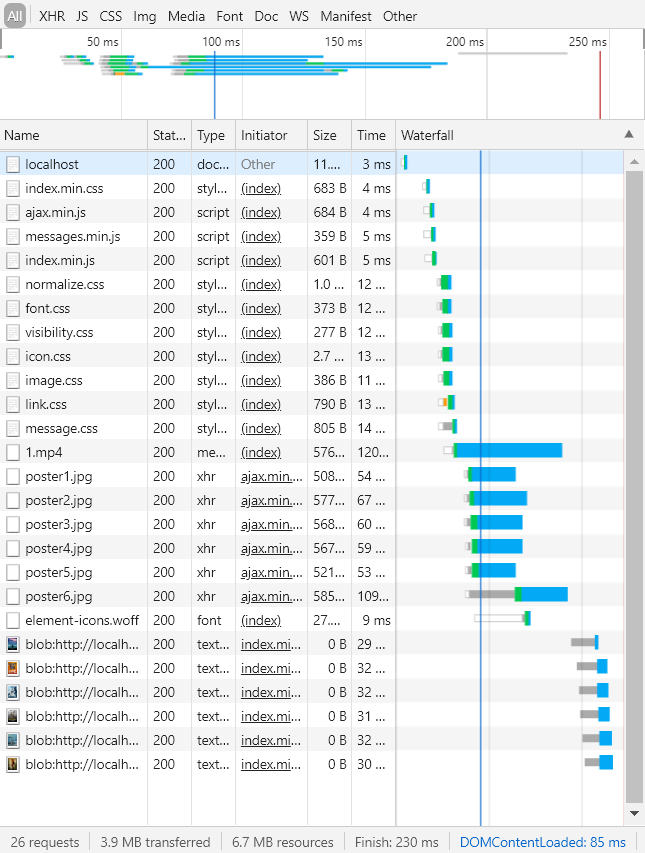 All XHR JS CSS Img Media Font Doc WS Manifest Other
50 ms 100 ms 150 ms 200 ms 250 ms
Name Stat... Type Initiator Size Time Waterfall
localhost 200 doc... Other 11.... 3 ms
index.min.css 200 styl... (index) 683 B 4 ms
ajax.min.js 200 script (index) 684 B 4 ms
messages.min.js 200 script (index) 359 B 5 ms
index.min.js 200 script (index) 601 B 5 ms
normalize.css 200 styl... (index) 1.0 ... 12 ...
font.css 200 styl... (index) 373 B 12 ...
visibility.css 200 styl... (index) 277 B 12 ...
icon.css 200 styl... (index) 2.7 ... 13 ...
image.css 200 styl... (index) 386 B 11 ...
link.css 200 styl... (index) 790 B 13 ...
message.css 200 styl... (index) 805 B 14 ...
1.mp4 200 me... (index) 576... 120...
poster1.jpg 200 xhr ajax.min.... 508... 54 ...
poster2.jpg 200 xhr ajax.min.... 577... 67 ...
poster3.jpg 200 xhr ajax.min.... 568... 60 ...
poster4.jpg 200 xhr ajax.min.... 567... 59 ...
poster5.jpg 200 xhr ajax.min.... 521... 53 ...
poster6.jpg 200 xhr ajax.min.... 585... 109...
element-icons.woff 200 font (index) 27.... 9 ms
blob:http://localh... 200 text... index.mi... 0 B 29 ...
blob:http://localh... 200 text... index.mi... 0 B 32 ...
blob:http://localh... 200 text... index.mi... 0 B 32 ...
blob:http://localh... 200 text... index.mi... 0 B 31 ...
blob:http://localh... 200 text... index.mi... 0 B 32 ...
blob:http://localh... 200 text... index.mi... 0 B 30 ...
26 requests 3.9 MB transferred 6.7 MB resources Finish: 230 ms DOMContentLoaded: 85 ms